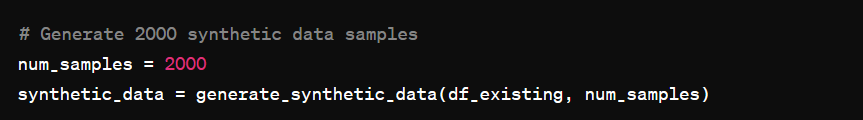 # Generate 2000 synthetic data samples
num_samples = 2000
synthetic_data = generate_synthetic_data(df_existing, num_samples)